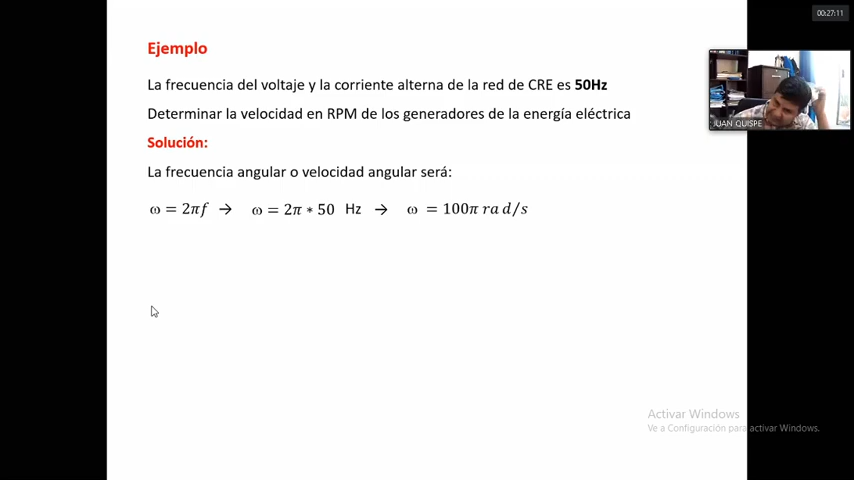 00:27:11
Ejemplo
La frecuencia del voltaje y la corriente alterna de la red de CRE es 50Hz
Determinar la velocidad en RPM de los generadores de la energía eléctrica
JUAN QUISPE
Solución:
La frecuencia angular o velocidad angular será:
ω = 2πf → ω = 2π ∗ 50 Hz → ω = 100π ra d/s
Activar Windows
Ve a Configuración para activar Windows.